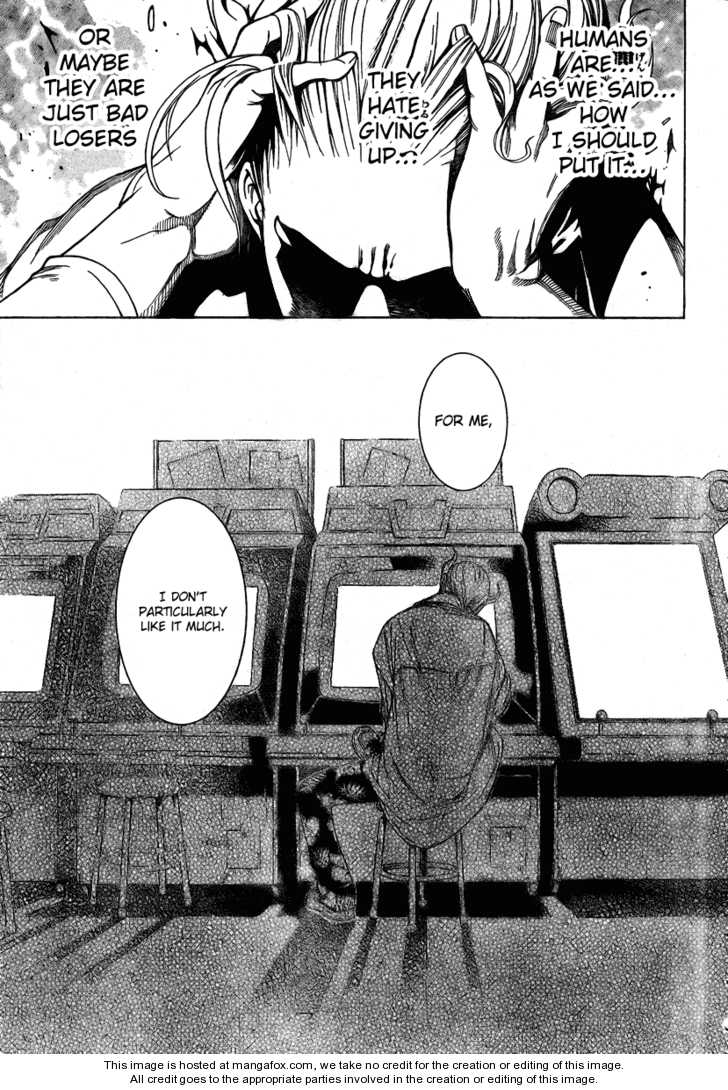 HUMANS
ARE...
AS WE SAID...
HOW
I SHOULD
PUT IT...
THEY
HATE
GIVING
UP...
OR
MAYBE
THEY ARE
JUST BAD
LOSERS
FOR ME,
I DON'T
PARTICULARLY
LIKE IT MUCH.
This image is hosted at mangafox.com, we take no credit for the creation or editing of this image.
All credit goes to the appropriate parties involved in the creation or editing of this image.